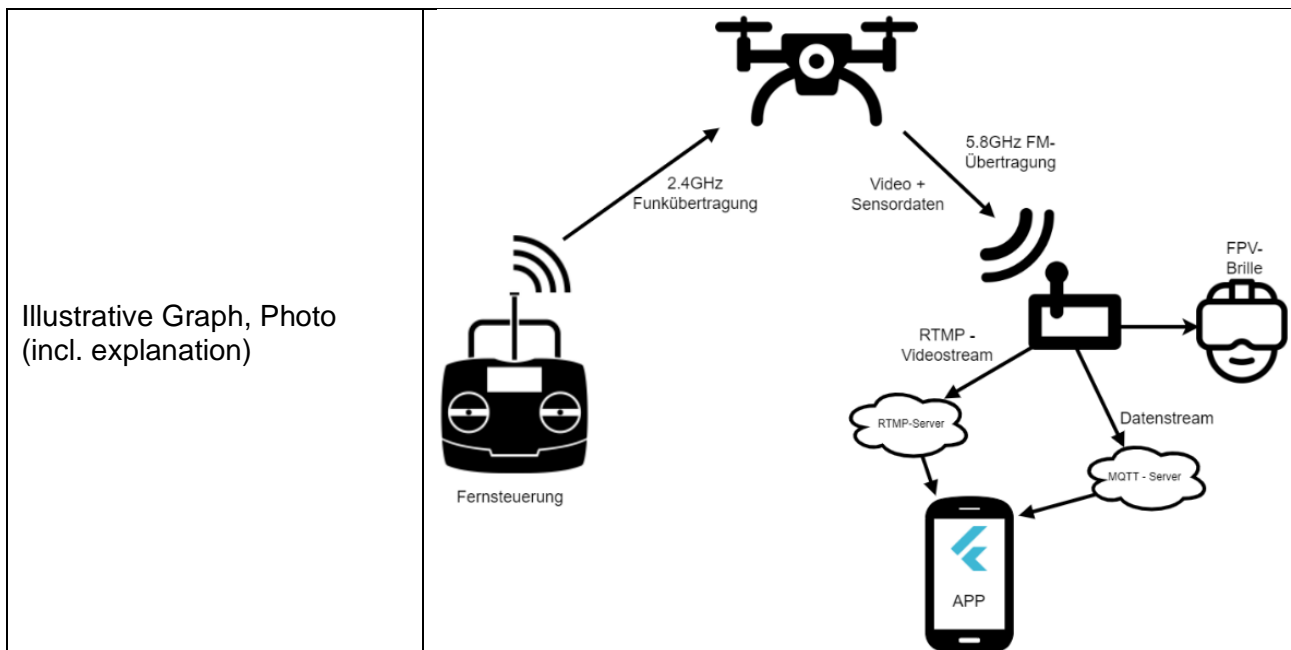 Illustrative Graph, Photo
(incl. explanation)
5.8GHz FM-
Übertragung
2.4GHz
Funkübertragung
Video +
Sensordaten
FPV-
Brille
RTMP -
Videostream
RTMP-Server
Datenstream
MQTT - Server
Fernsteuerung
APP